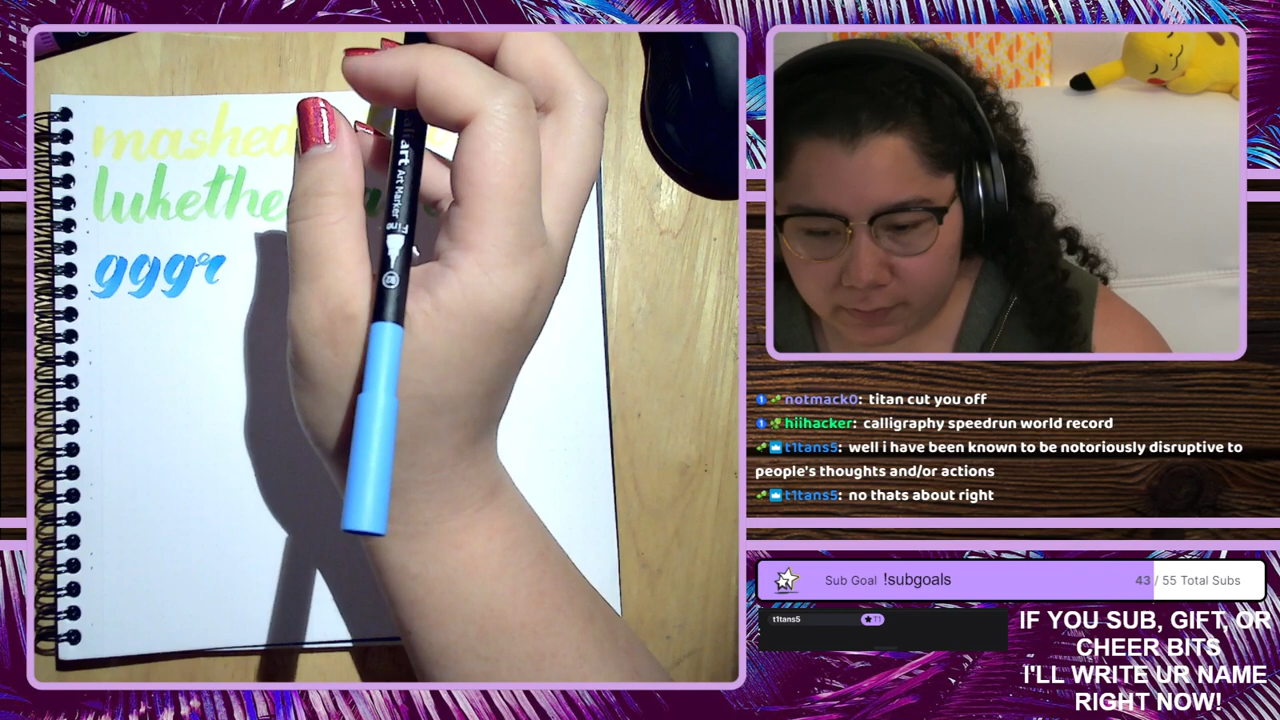 mashed
lukethe
gggr
art Art Marker
notmack0: titan cut you off
hiihacker: calligraphy speedrun world record
t1tans5: well i have been known to be notoriously disruptive to
people's thoughts and/or actions
t1tans5: no thats about right
Sub Goal !subgoals 43 / 55 Total Subs
t1tans5 11
IF YOU SUB, GIFT, OR
CHEER BITS
I'LL WRITE UR NAME
RIGHT NOW!